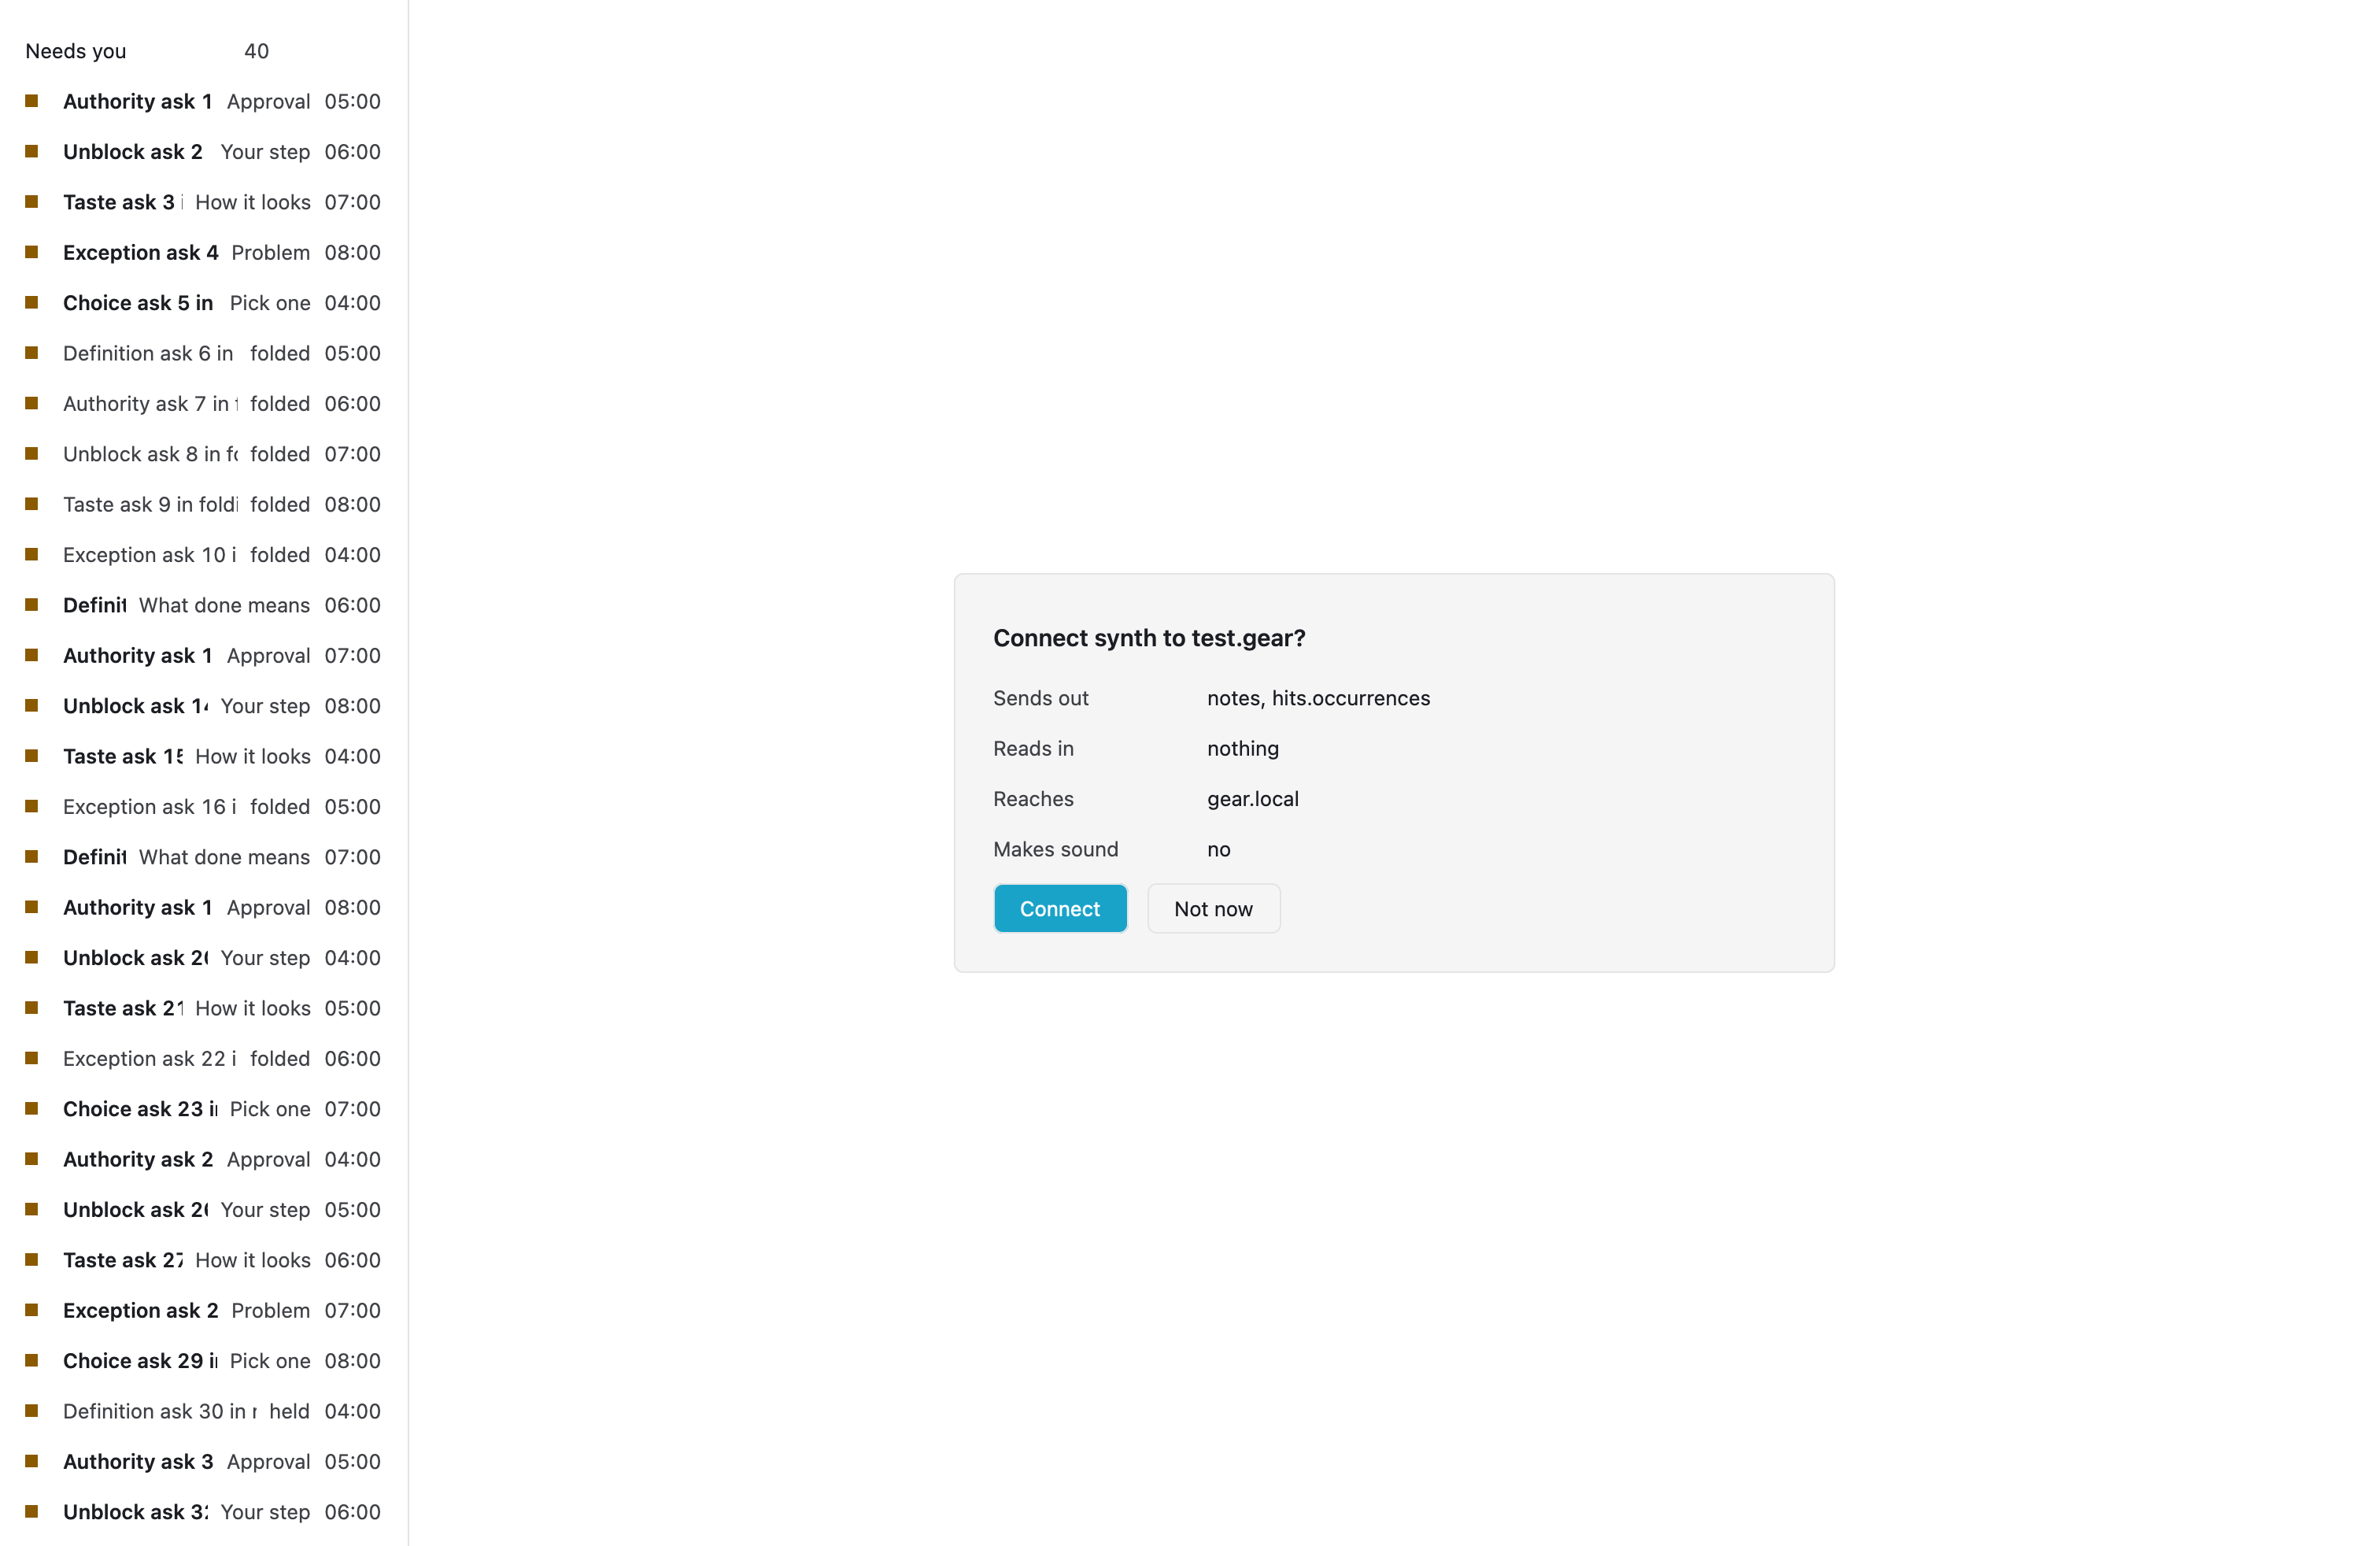 Needs you 40
Authority ask 1 Approval 05:00
Unblock ask 2 Your step 06:00
Taste ask 3 How it looks 07:00
Exception ask 4 Problem 08:00
Choice ask 5 in Pick one 04:00
Definition ask 6 in folded 05:00
Authority ask 7 in folded 06:00
Unblock ask 8 in folded 07:00
Taste ask 9 in foldi folded 08:00
Exception ask 10 i folded 04:00
Definit What done means 06:00
Authority ask 1 Approval 07:00
Unblock ask 14 Your step 08:00
Taste ask 15 How it looks 04:00
Exception ask 16 i folded 05:00
Definit What done means 07:00
Authority ask 1 Approval 08:00
Unblock ask 20 Your step 04:00
Taste ask 21 How it looks 05:00
Exception ask 22 i folded 06:00
Choice ask 23 in Pick one 07:00
Authority ask 2 Approval 04:00
Unblock ask 26 Your step 05:00
Taste ask 27 How it looks 06:00
Exception ask 2 Problem 07:00
Choice ask 29 in Pick one 08:00
Definition ask 30 in held 04:00
Authority ask 3 Approval 05:00
Unblock ask 32 Your step 06:00
Connect synth to test.gear?
Sends out notes, hits.occurrences
Reads in nothing
Reaches gear.local
Makes sound no
Connect Not now